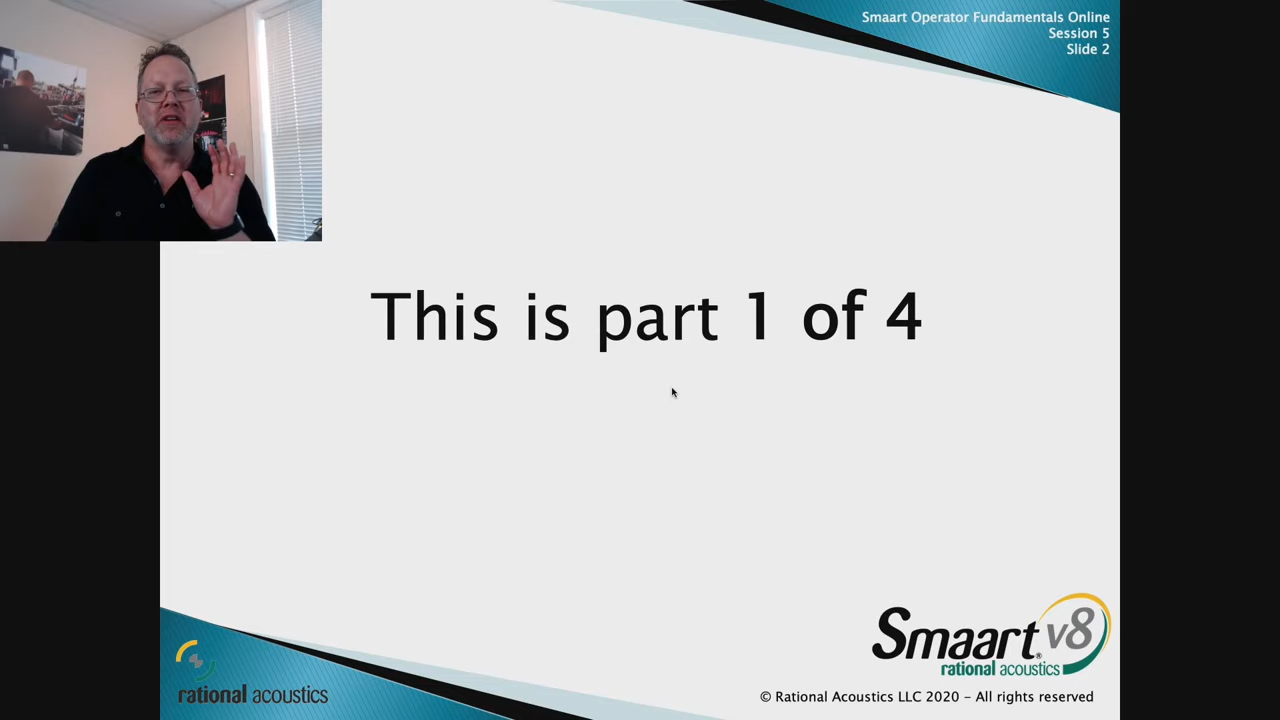 Smaart Operator Fundamentals Online
Session 5
Slide 2
This is part 1 of 4
Smaart® v8
rational acoustics
rational acoustics
© Rational Acoustics LLC 2020 - All rights reserved